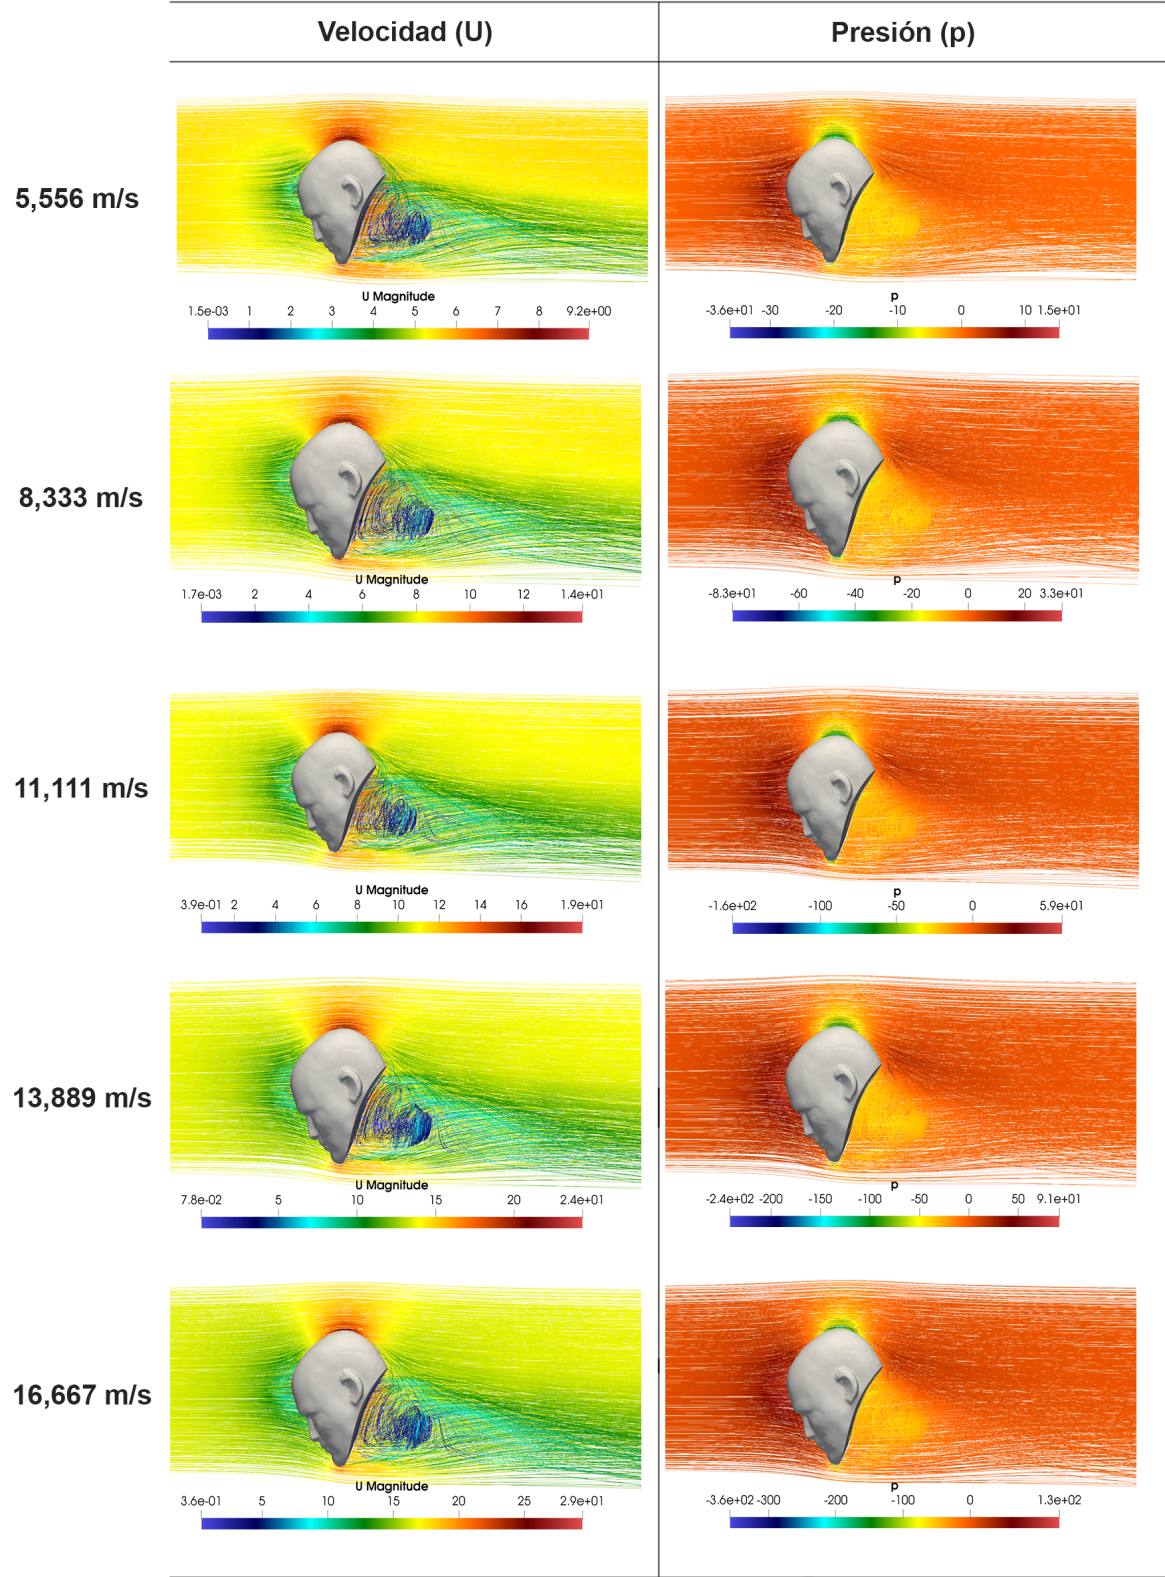 Velocidad (U) Presión (p)
5,556 m/s
U Magnitude
1.5e-03 1 2 3 4 5 6 7 8 9.2e+00
p
-3.6e+01 -30 -20 -10 0 10 1.5e+01
8,333 m/s
U Magnitude
1.7e-03 2 4 6 8 10 12 1.4e+01
p
-8.3e+01 -60 -40 -20 0 20 3.3e+01
11,111 m/s
U Magnitude
3.9e-01 2 4 6 8 10 12 14 16 1.9e+01
p
-1.6e+02 -100 -50 0 5.9e+01
13,889 m/s
U Magnitude
7.8e-02 5 10 15 20 2.4e+01
p
-2.4e+02 -200 -150 -100 -50 0 50 9.1e+01
16,667 m/s
U Magnitude
3.6e-01 5 10 15 20 25 2.9e+01
p
-3.6e+02 -300 -200 -100 0 1.3e+02